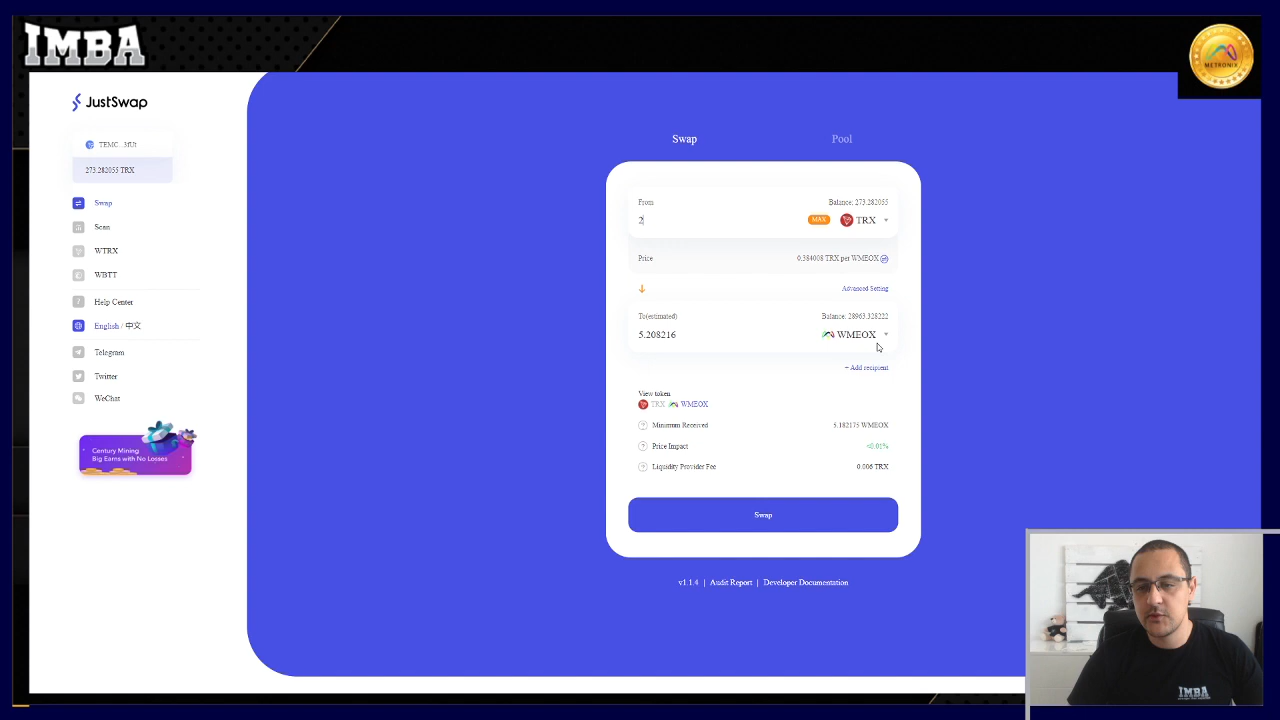 IMBA
METRONIX
JustSwap
TEMC...3fUt
273.282055 TRX
Swap
Scan
WTRX
WBTT
Help Center
English / 中文
Telegram
Twitter
WeChat
Century Mining
Big Earns with No Losses
Swap
Pool
From
Balance: 273.282055
2
MAX
TRX
Price
0.384008 TRX per WMEOX
Advanced Setting
To(estimated)
Balance: 28963.328222
5.208216
WMEOX
+ Add recipient
View token
TRX
WMEOX
? Minimum Received
5.182175 WMEOX
? Price Impact
<0.01%
? Liquidity Provider Fee
0.006 TRX
Swap
v1.1.4 | Audit Report | Developer Documentation
IMBA